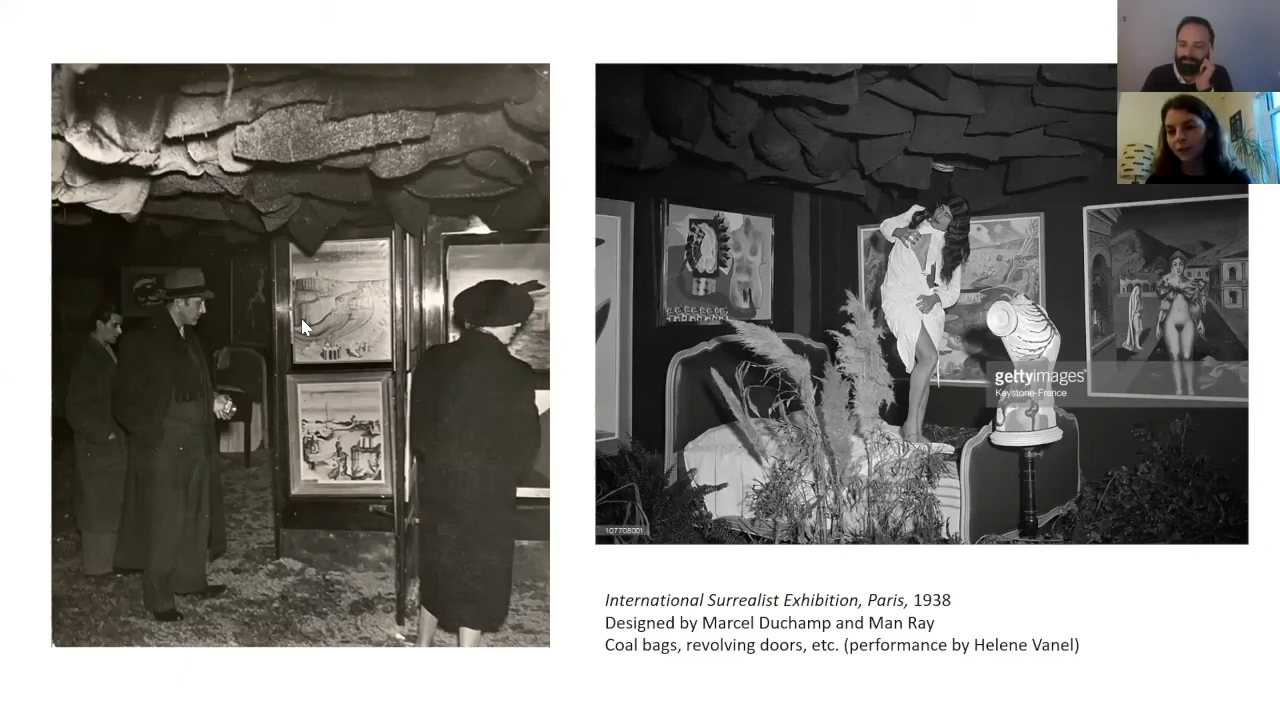 gettyimages
Keystone-France
107708001
International Surrealist Exhibition, Paris, 1938
Designed by Marcel Duchamp and Man Ray
Coal bags, revolving doors, etc. (performance by Helene Vanel)